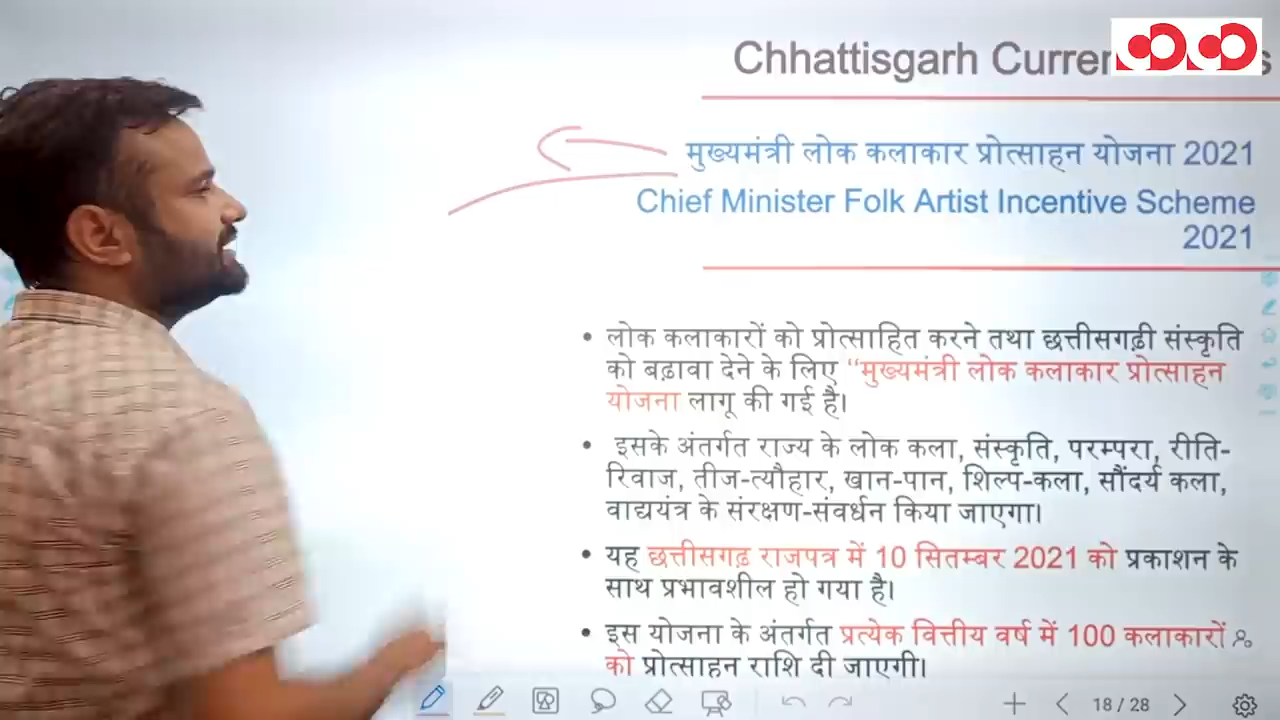 Chhattisgarh Curren
s
मुख्यमंत्री लोक कलाकार प्रोत्साहन योजना 2021
Chief Minister Folk Artist Incentive Scheme
2021
• लोक कलाकारों को प्रोत्साहित करने तथा छत्तीसगढ़ी संस्कृति
को बढ़ावा देने के लिए “मुख्यमंत्री लोक कलाकार प्रोत्साहन
योजना लागू की गई है।
• इसके अंतर्गत राज्य के लोक कला, संस्कृति, परम्परा, रीति-
रिवाज, तीज-त्यौहार, खान-पान, शिल्प-कला, सौंदर्य कला,
वाद्ययंत्र के संरक्षण-संवर्धन किया जाएगा।
• यह छत्तीसगढ़ राजपत्र में 10 सितम्बर 2021 को प्रकाशन के
साथ प्रभावशील हो गया है।
• इस योजना के अंतर्गत प्रत्येक वित्तीय वर्ष में 100 कलाकारों
को प्रोत्साहन राशि दी जाएगी।
18 / 28